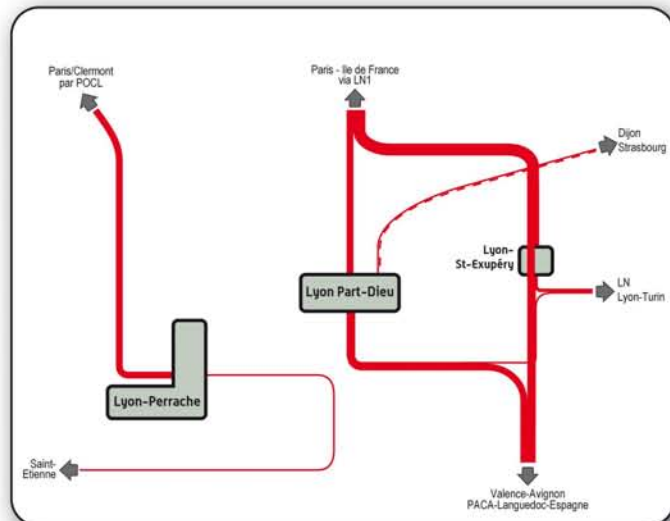 Paris/Clermont
par POCL
Paris - Ile de France
via LN1
Dijon
Strasbourg
Lyon-
St-Exupéry
Lyon Part-Dieu
LN
Lyon-Turin
Lyon-Perrache
Saint-
Etienne
Valence-Avignon
PACA-Languedoc-Espagne